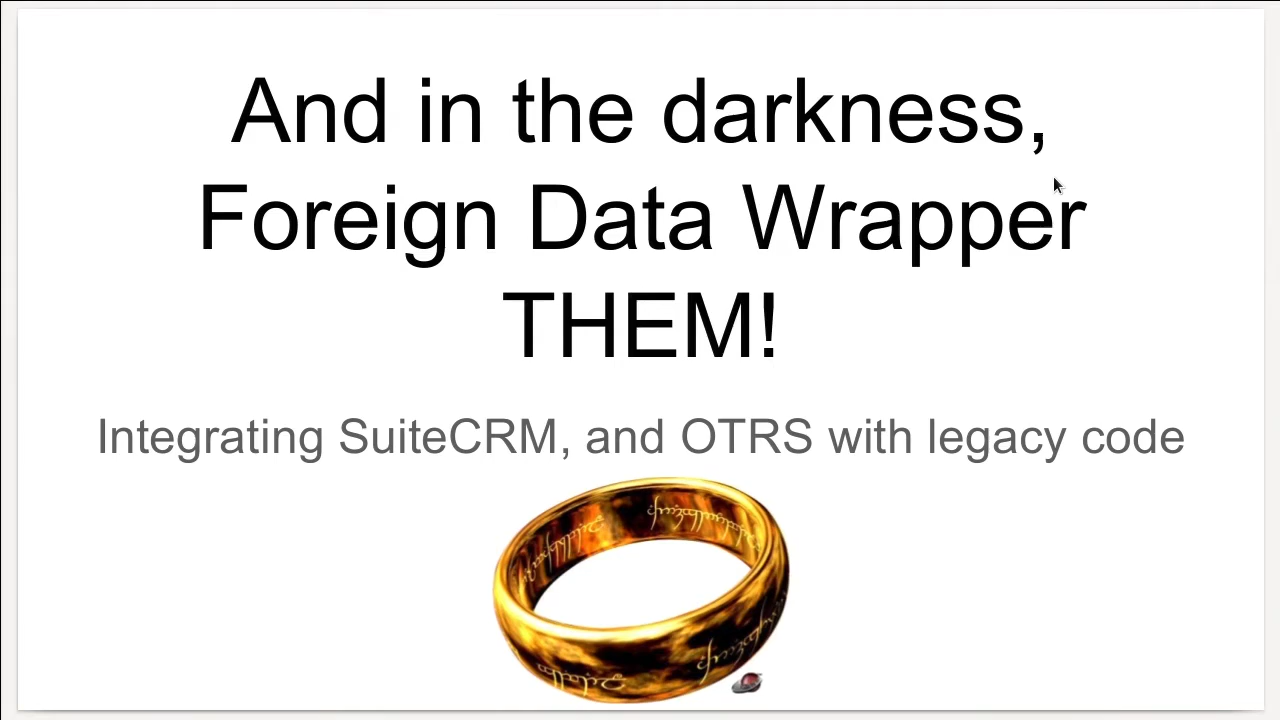 And in the darkness,
Foreign Data Wrapper
THEM!
Integrating SuiteCRM, and OTRS with legacy code